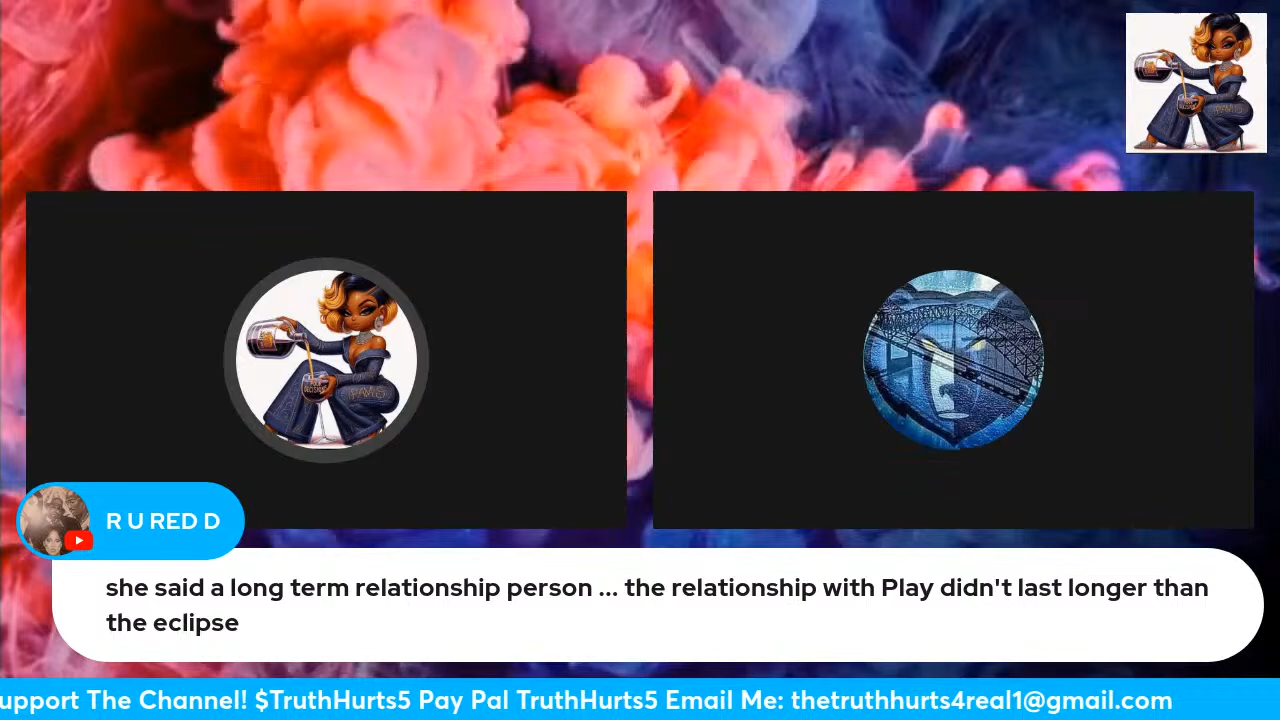 R U RED D
she said a long term relationship person ... the relationship with Play didn't last longer than
the eclipse
upport The Channel! $TruthHurts5 Pay Pal TruthHurts5 Email Me: thetruthhurts4real1@gmail.com